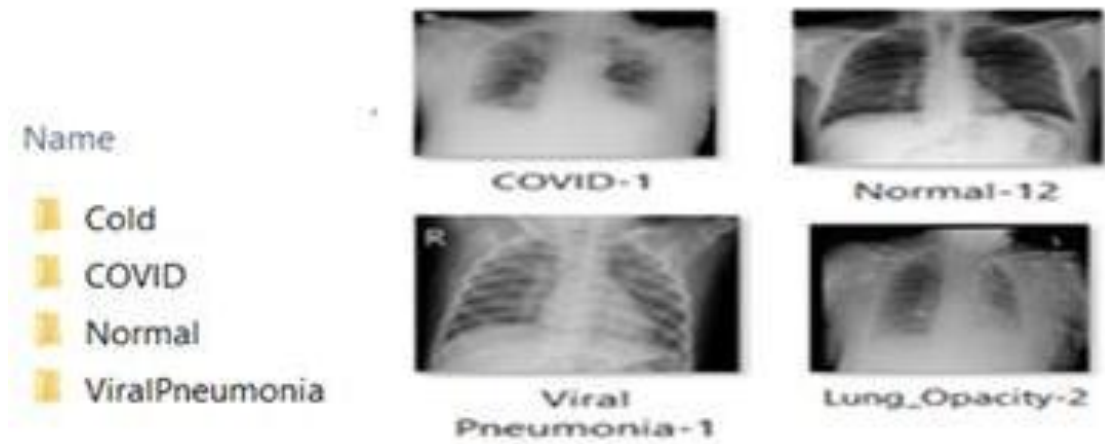 Name
Cold
COVID
Normal
ViralPneumonia
COVID-1
Normal-12
R
Viral
Pneumonia-1
Lung_Opacity-2